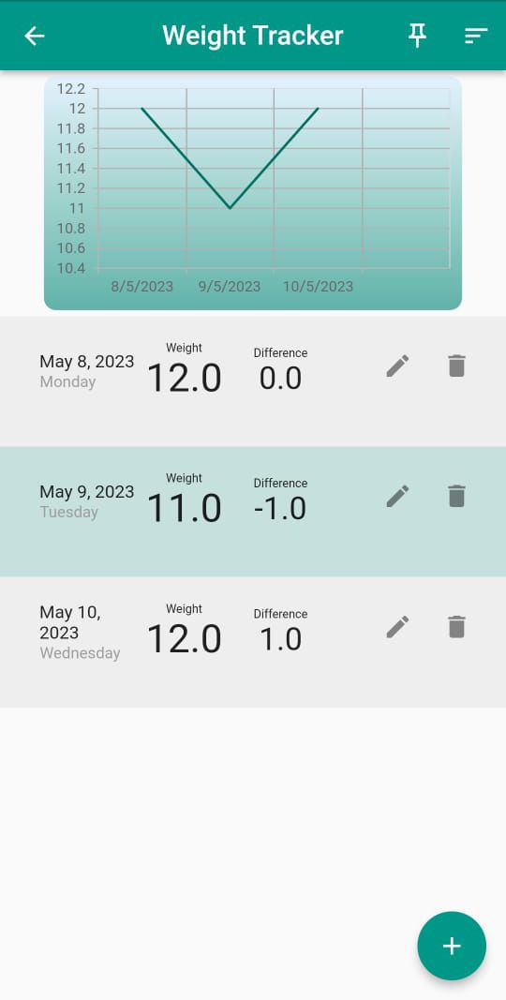 Weight Tracker
12.2
12
11.8
11.6
11.4
11.2
11
10.8
10.6
10.4
8/5/2023 9/5/2023 10/5/2023
May 8, 2023
Monday
Weight
12.0
Difference
0.0
May 9, 2023
Tuesday
Weight
11.0
Difference
-1.0
May 10,
2023
Wednesday
Weight
12.0
Difference
1.0